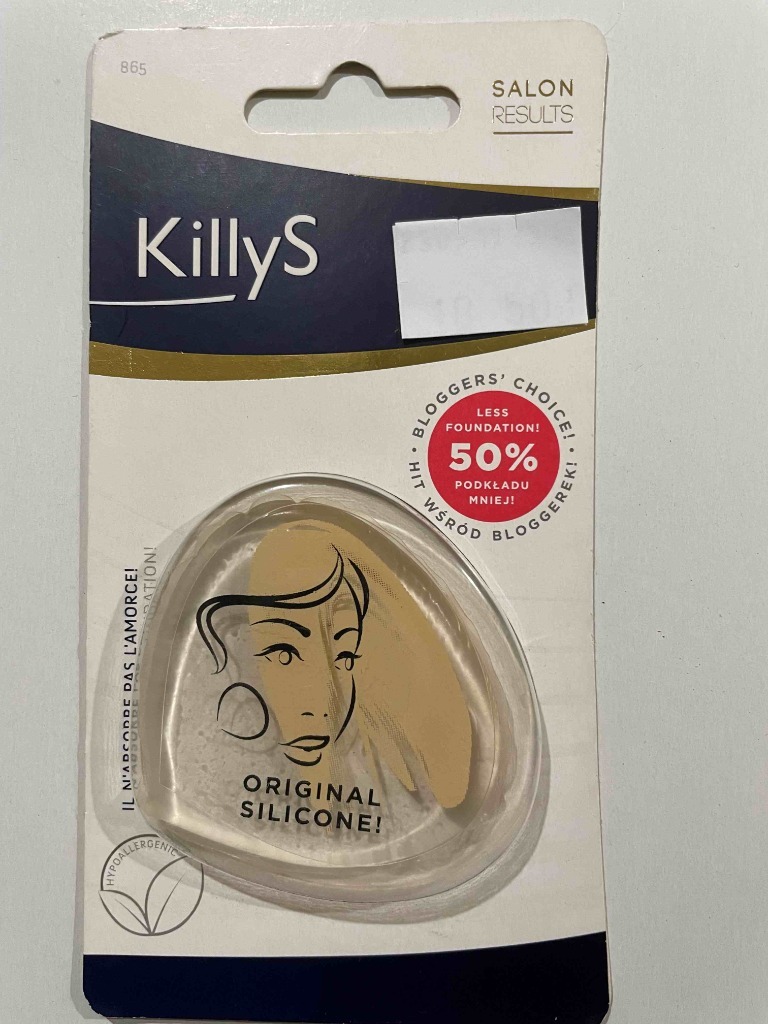 865
SALON
RESULTS
KillyS
• BLOGGERS' CHOICE! •
HIT WŚRÓD BLOGGEREK!
LESS
FOUNDATION!
50%
PODKŁADU
MNIEJ!
IL N'ABSORBE PAS L'AMORCE!
ORIGINAL
SILICONE!
HYPOALLERGENIC